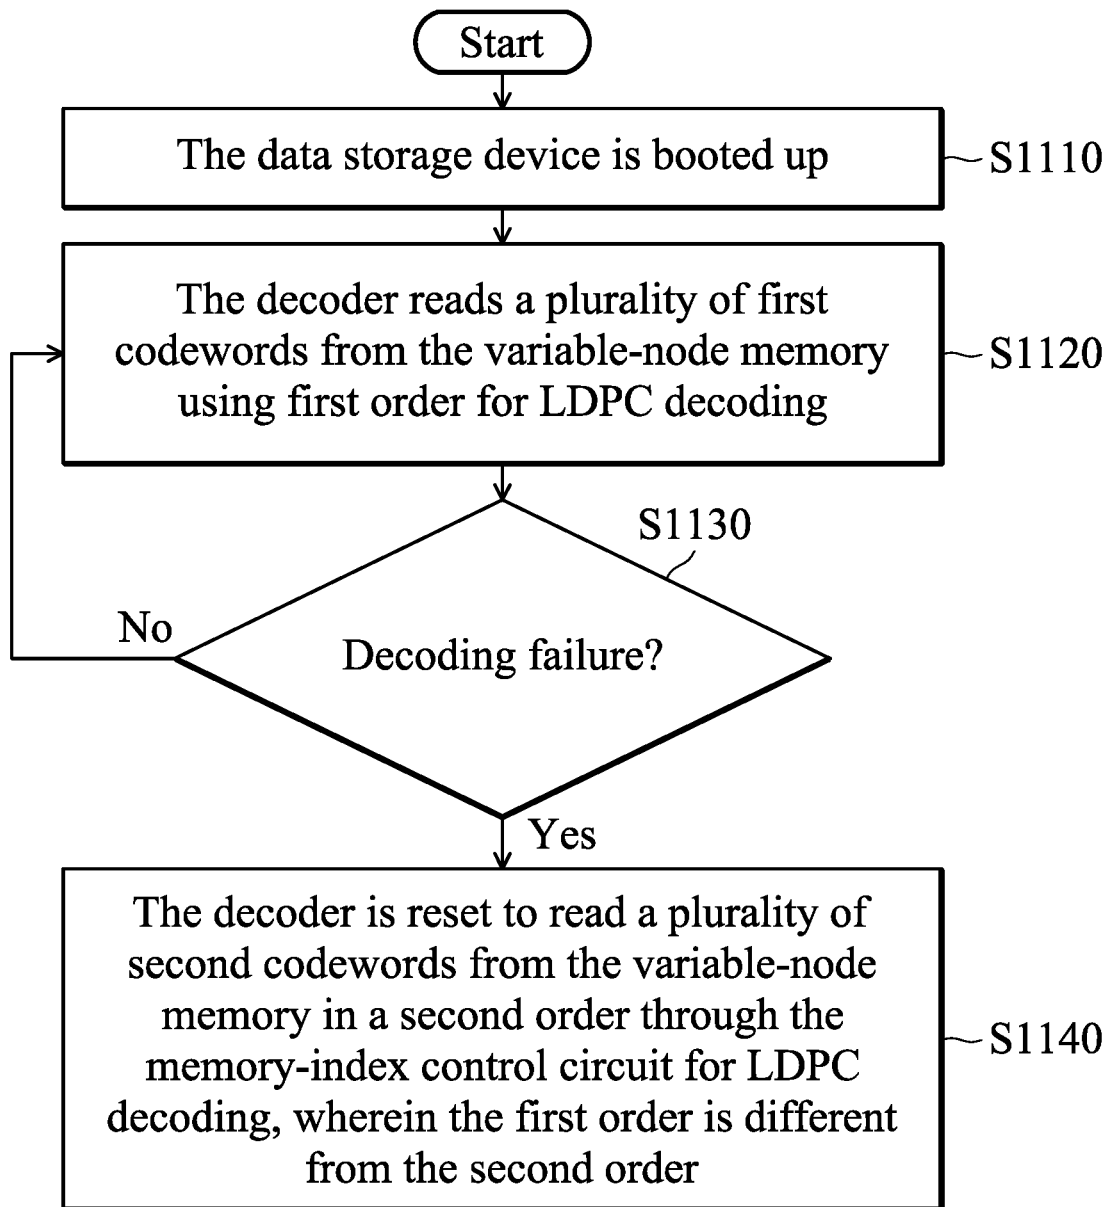 Start
The data storage device is booted up
S1110
The decoder reads a plurality of first
codewords from the variable-node memory
using first order for LDPC decoding
S1120
S1130
Decoding failure?
No
Yes
The decoder is reset to read a plurality of
second codewords from the variable-node
memory in a second order through the
memory-index control circuit for LDPC
decoding, wherein the first order is different
from the second order
S1140